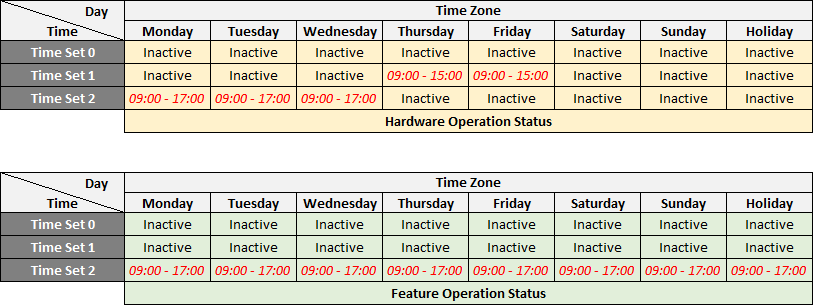 Day Time Zone
Time Monday Tuesday Wednesday Thursday Friday Saturday Sunday Holiday
Time Set 0 Inactive Inactive Inactive Inactive Inactive Inactive Inactive Inactive
Time Set 1 Inactive Inactive Inactive 09:00 - 15:00 09:00 - 15:00 Inactive Inactive Inactive
Time Set 2 09:00 - 17:00 09:00 - 17:00 09:00 - 17:00 Inactive Inactive Inactive Inactive Inactive
Hardware Operation Status
Day Time Zone
Time Monday Tuesday Wednesday Thursday Friday Saturday Sunday Holiday
Time Set 0 Inactive Inactive Inactive Inactive Inactive Inactive Inactive Inactive
Time Set 1 Inactive Inactive Inactive Inactive Inactive Inactive Inactive Inactive
Time Set 2 09:00 - 17:00 09:00 - 17:00 09:00 - 17:00 09:00 - 17:00 09:00 - 17:00 09:00 - 17:00 09:00 - 17:00 09:00 - 17:00
Feature Operation Status